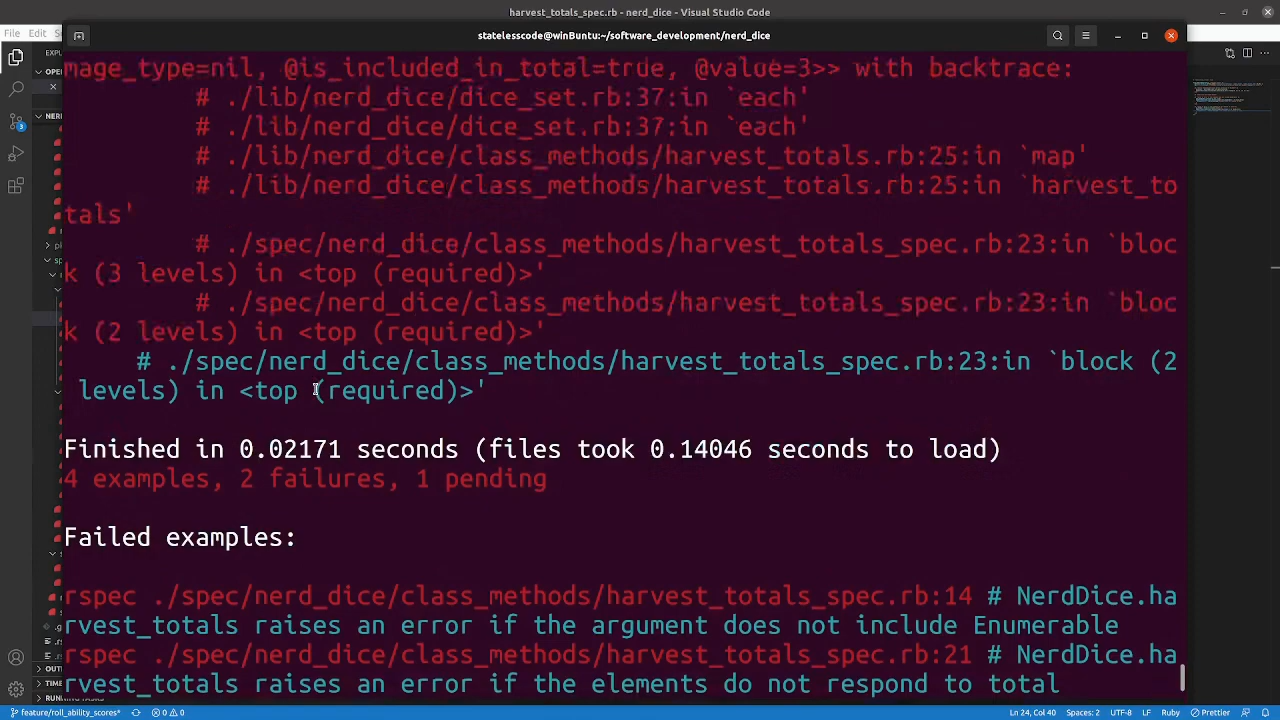 harvest_totals_spec.rb - nerd_dice - Visual Studio Code
File Edit
statelesscode@winBuntu:~/software_development/nerd_dice
mage_type=nil, @is_included_in_total=true, @value=3>> with backtrace:
# ./lib/nerd_dice/dice_set.rb:37:in `each'
# ./lib/nerd_dice/dice_set.rb:37:in `each'
# ./lib/nerd_dice/class_methods/harvest_totals.rb:25:in `map'
# ./lib/nerd_dice/class_methods/harvest_totals.rb:25:in `harvest_to
tals'
# ./spec/nerd_dice/class_methods/harvest_totals_spec.rb:23:in `bloc
k (3 levels) in <top (required)>'
# ./spec/nerd_dice/class_methods/harvest_totals_spec.rb:23:in `bloc
k (2 levels) in <top (required)>'
# ./spec/nerd_dice/class_methods/harvest_totals_spec.rb:23:in `block (2
levels) in <top (required)>'
Finished in 0.02171 seconds (files took 0.14046 seconds to load)
4 examples, 2 failures, 1 pending
Failed examples:
rspec ./spec/nerd_dice/class_methods/harvest_totals_spec.rb:14 # NerdDice.ha
rvest_totals raises an error if the argument does not include Enumerable
rspec ./spec/nerd_dice/class_methods/harvest_totals_spec.rb:21 # NerdDice.ha
rvest_totals raises an error if the elements do not respond to total
feature/roll_ability_scores* 0 0 Ln 24, Col 40 Spaces: 2 UTF-8 LF Ruby Prettier